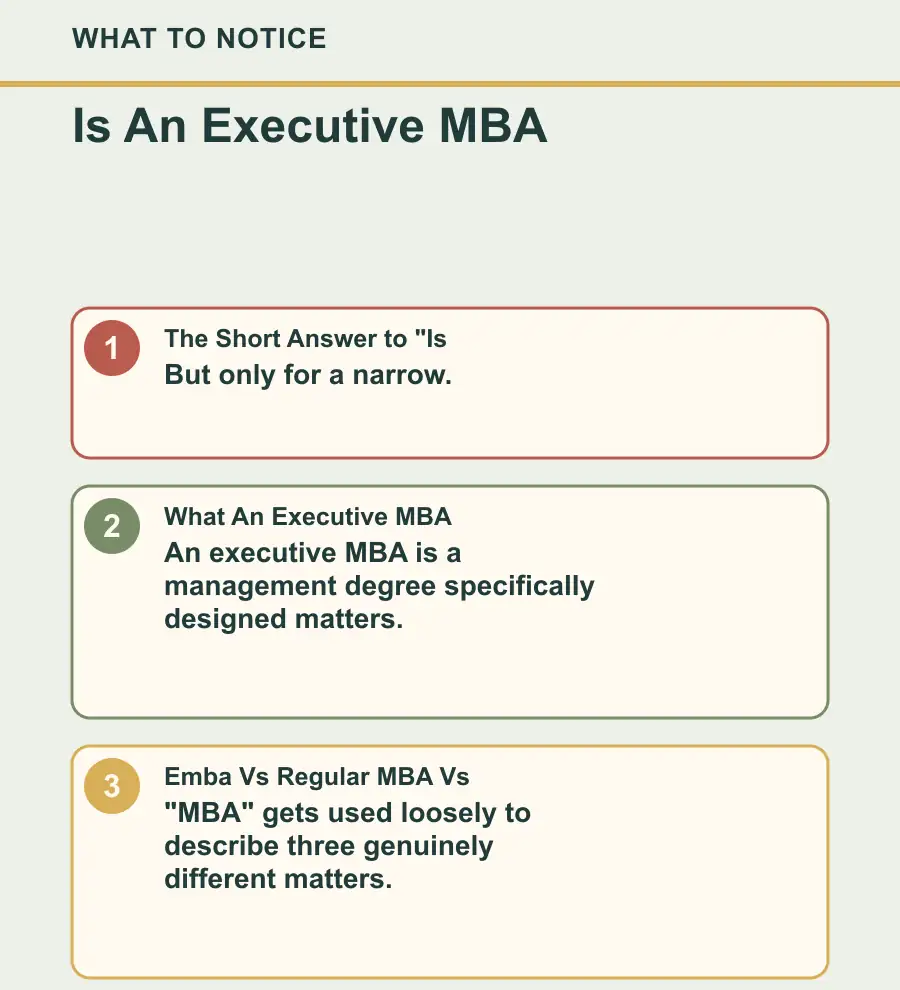 WHAT TO NOTICE
Is An Executive MBA
1
The Short Answer to "Is
But only for a narrow.
2
What An Executive MBA
An executive MBA is a
management degree specifically
designed matters.
3
Emba Vs Regular MBA Vs
"MBA" gets used loosely to
describe three genuinely
different matters.